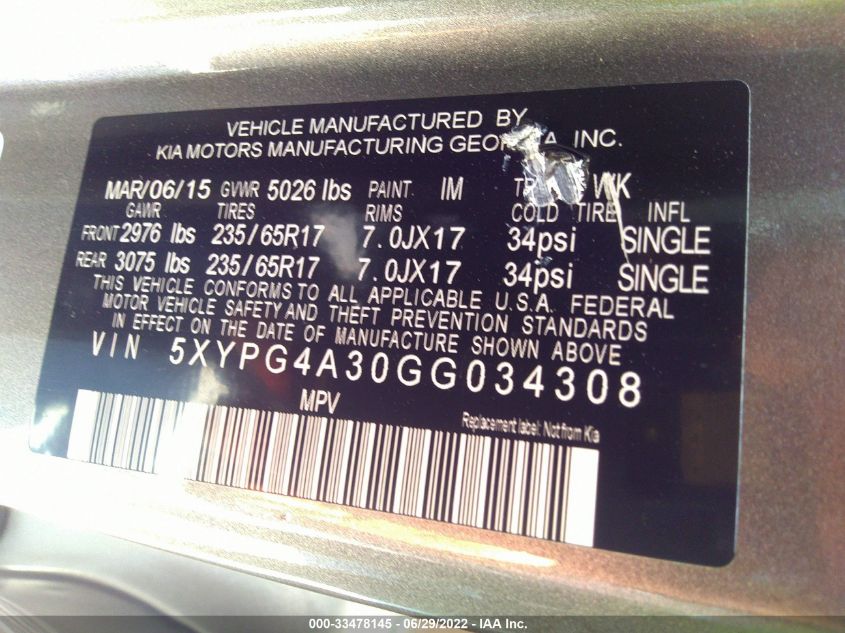 VEHICLE MANUFACTURED BY
KIA MOTORS MANUFACTURING INC.
MAR/06/15 GVWR 5026 lbs PAINT IM WK
GAWR TIRES RIMS COLD TIRE INFL
FRONT 2976 lbs 235/65R17 7.0JX17 34psi SINGLE
REAR 3075 lbs 235/65R17 7.0JX17 34psi SINGLE
THIS VEHICLE CONFORMS TO ALL APPLICABLE U.S.A. FEDERAL
MOTOR VEHICLE SAFETY AND THEFT PREVENTION STANDARDS
IN EFFECT ON THE DATE OF MANUFACTURE SHOWN ABOVE
VIN 5XYPG4A30GG034308
MPV
Replacement label: Not from Kia
000-33478145 - 06/29/2022 - IAA Inc.